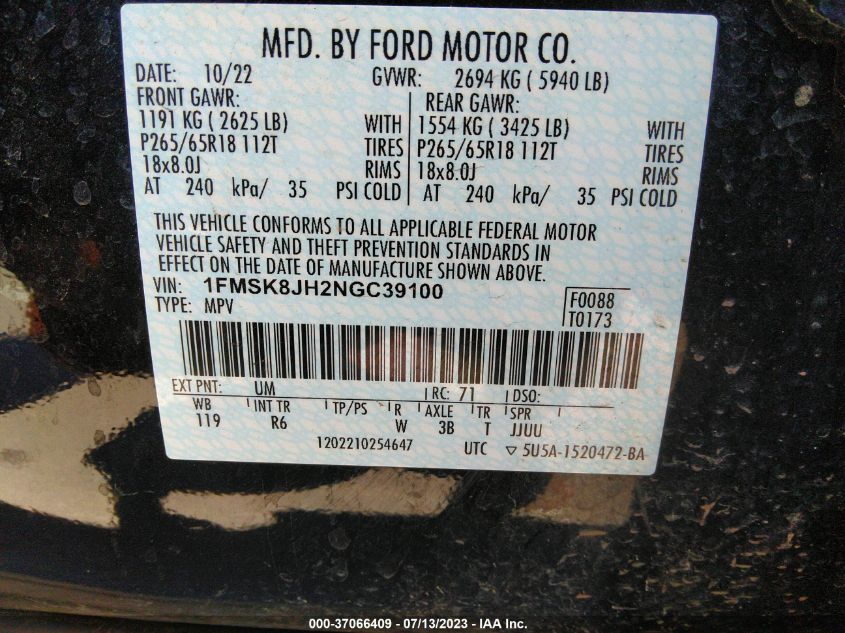 MFD. BY FORD MOTOR CO.
DATE: 10/22 GVWR: 2694 KG ( 5940 LB)
FRONT GAWR: REAR GAWR:
1191 KG ( 2625 LB) WITH 1554 KG ( 3425 LB) WITH
P265/65R18 112T TIRES P265/65R18 112T TIRES
18x8.0J RIMS 18x8.0J RIMS
AT 240 kPa/ 35 PSI COLD AT 240 kPa/ 35 PSI COLD
THIS VEHICLE CONFORMS TO ALL APPLICABLE FEDERAL MOTOR
VEHICLE SAFETY AND THEFT PREVENTION STANDARDS IN
EFFECT ON THE DATE OF MANUFACTURE SHOWN ABOVE.
VIN: 1FMSK8JH2NGC39100 F0088
TYPE: MPV T0173
EXT PNT: UM RC: 71 DSO:
WB INT TR TP/PS R AXLE TR SPR
119 R6 W 3B T JJUU
1202210254647 UTC ▽ 5U5A-1520472-BA
000-37066409 - 07/13/2023 - IAA Inc.